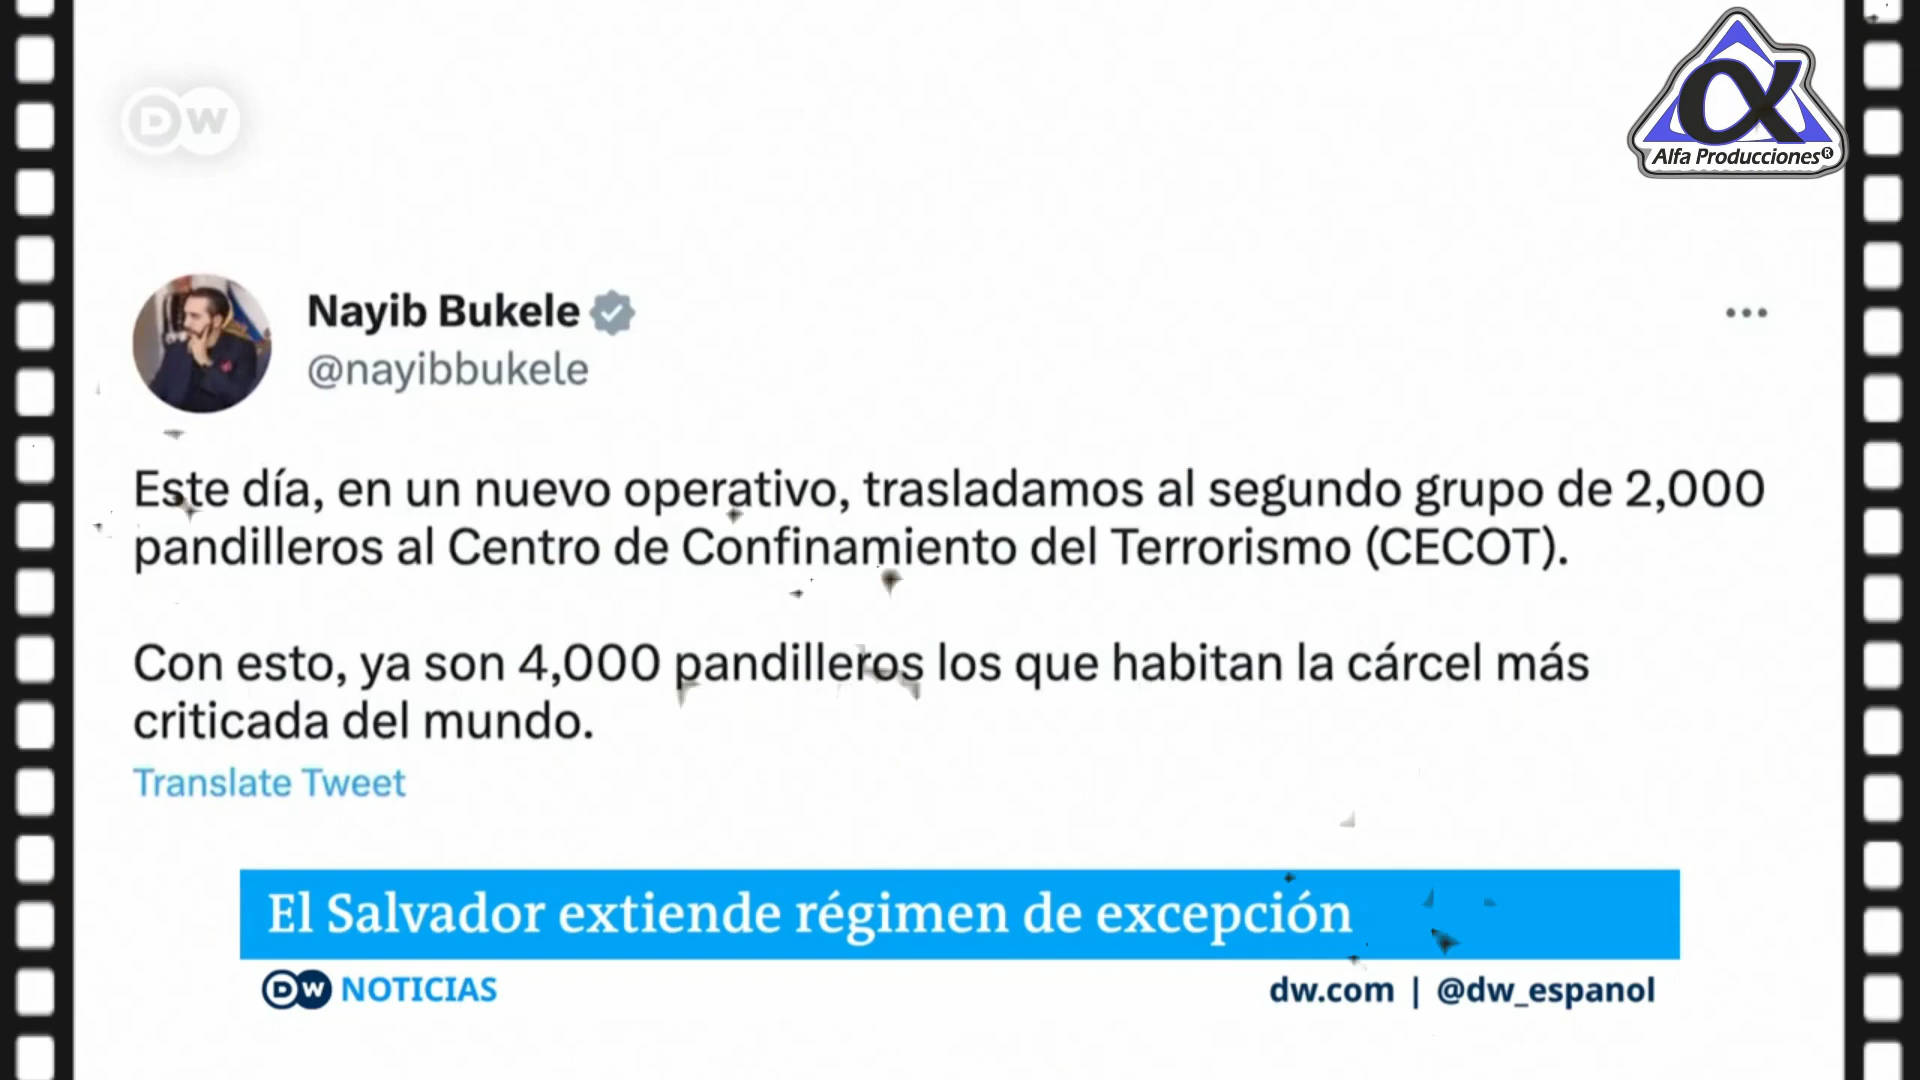 DW
α
Alfa Producciones®
Nayib Bukele
@nayibbukele
Este día, en un nuevo operativo, trasladamos al segundo grupo de 2,000
pandilleros al Centro de Confinamiento del Terrorismo (CECOT).
Con esto, ya son 4,000 pandilleros los que habitan la cárcel más
criticada del mundo.
Translate Tweet
El Salvador extiende régimen de excepción
DW NOTICIAS
dw.com | @dw_espanol